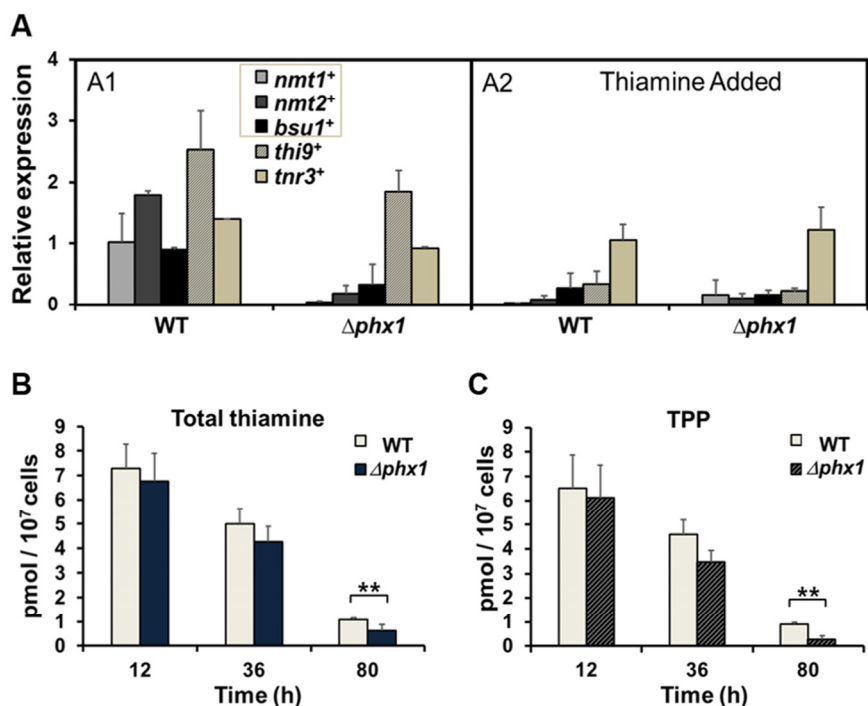 A
Relative expression
4
3
2
1
0
A1
nmt1⁺
nmt2⁺
bsu1⁺
thi9⁺
tnr3⁺
A2
Thiamine Added
WT
Δphx1
WT
Δphx1
B
Total thiamine
pmol / 10⁷ cells
9
8
7
6
5
4
3
2
1
0
WT
Δphx1
**
12
36
80
Time (h)
C
TPP
pmol / 10⁷ cells
9
8
7
6
5
4
3
2
1
0
WT
Δphx1
**
12
36
80
Time (h)